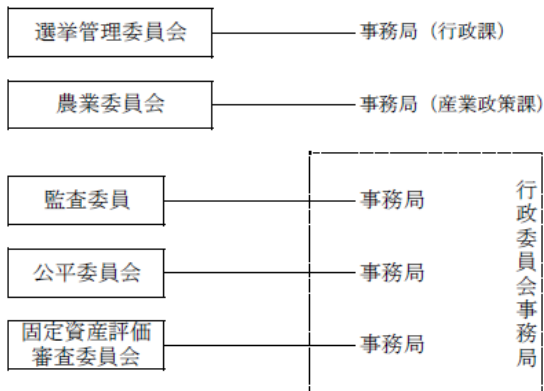 選挙管理委員会
事務局（行政課）
農業委員会
事務局（産業政策課）
監査委員
事務局
公平委員会
事務局
固定資産評価
審査委員会
事務局
行政委員会事務局